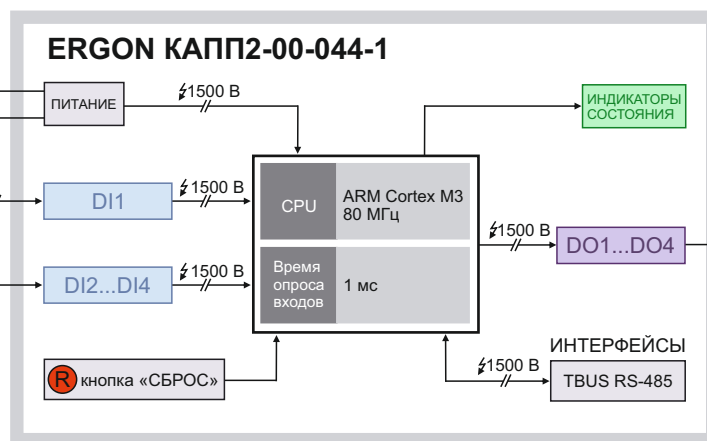 ERGON КАПП2-00-044-1
ПИТАНИЕ
1500 В
ИНДИКАТОРЫ
СОСТОЯНИЯ
DI1
1500 В
CPU
ARM Cortex M3
80 МГц
1500 В
DO1...DO4
DI2...DI4
1500 В
Время
опроса
входов
1 мс
R кнопка «СБРОС»
ИНТЕРФЕЙСЫ
1500 В
TBUS RS-485